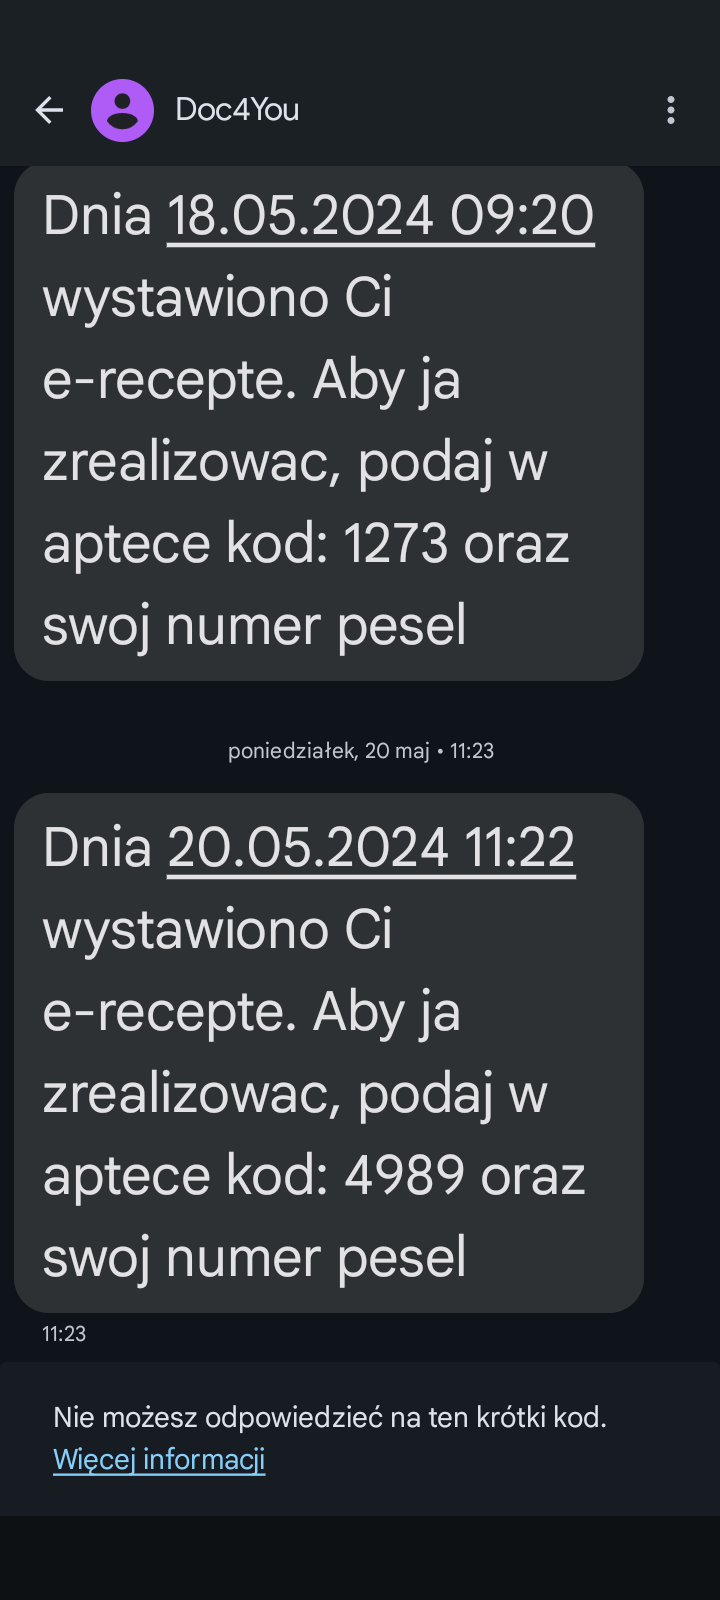 Doc4You
Dnia 18.05.2024 09:20
wystawiono Ci
e-recepte. Aby ja
zrealizowac, podaj w
aptece kod: 1273 oraz
swoj numer pesel
poniedziałek, 20 maj • 11:23
Dnia 20.05.2024 11:22
wystawiono Ci
e-recepte. Aby ja
zrealizowac, podaj w
aptece kod: 4989 oraz
swoj numer pesel
11:23
Nie możesz odpowiedzieć na ten krótki kod.
Więcej informacji